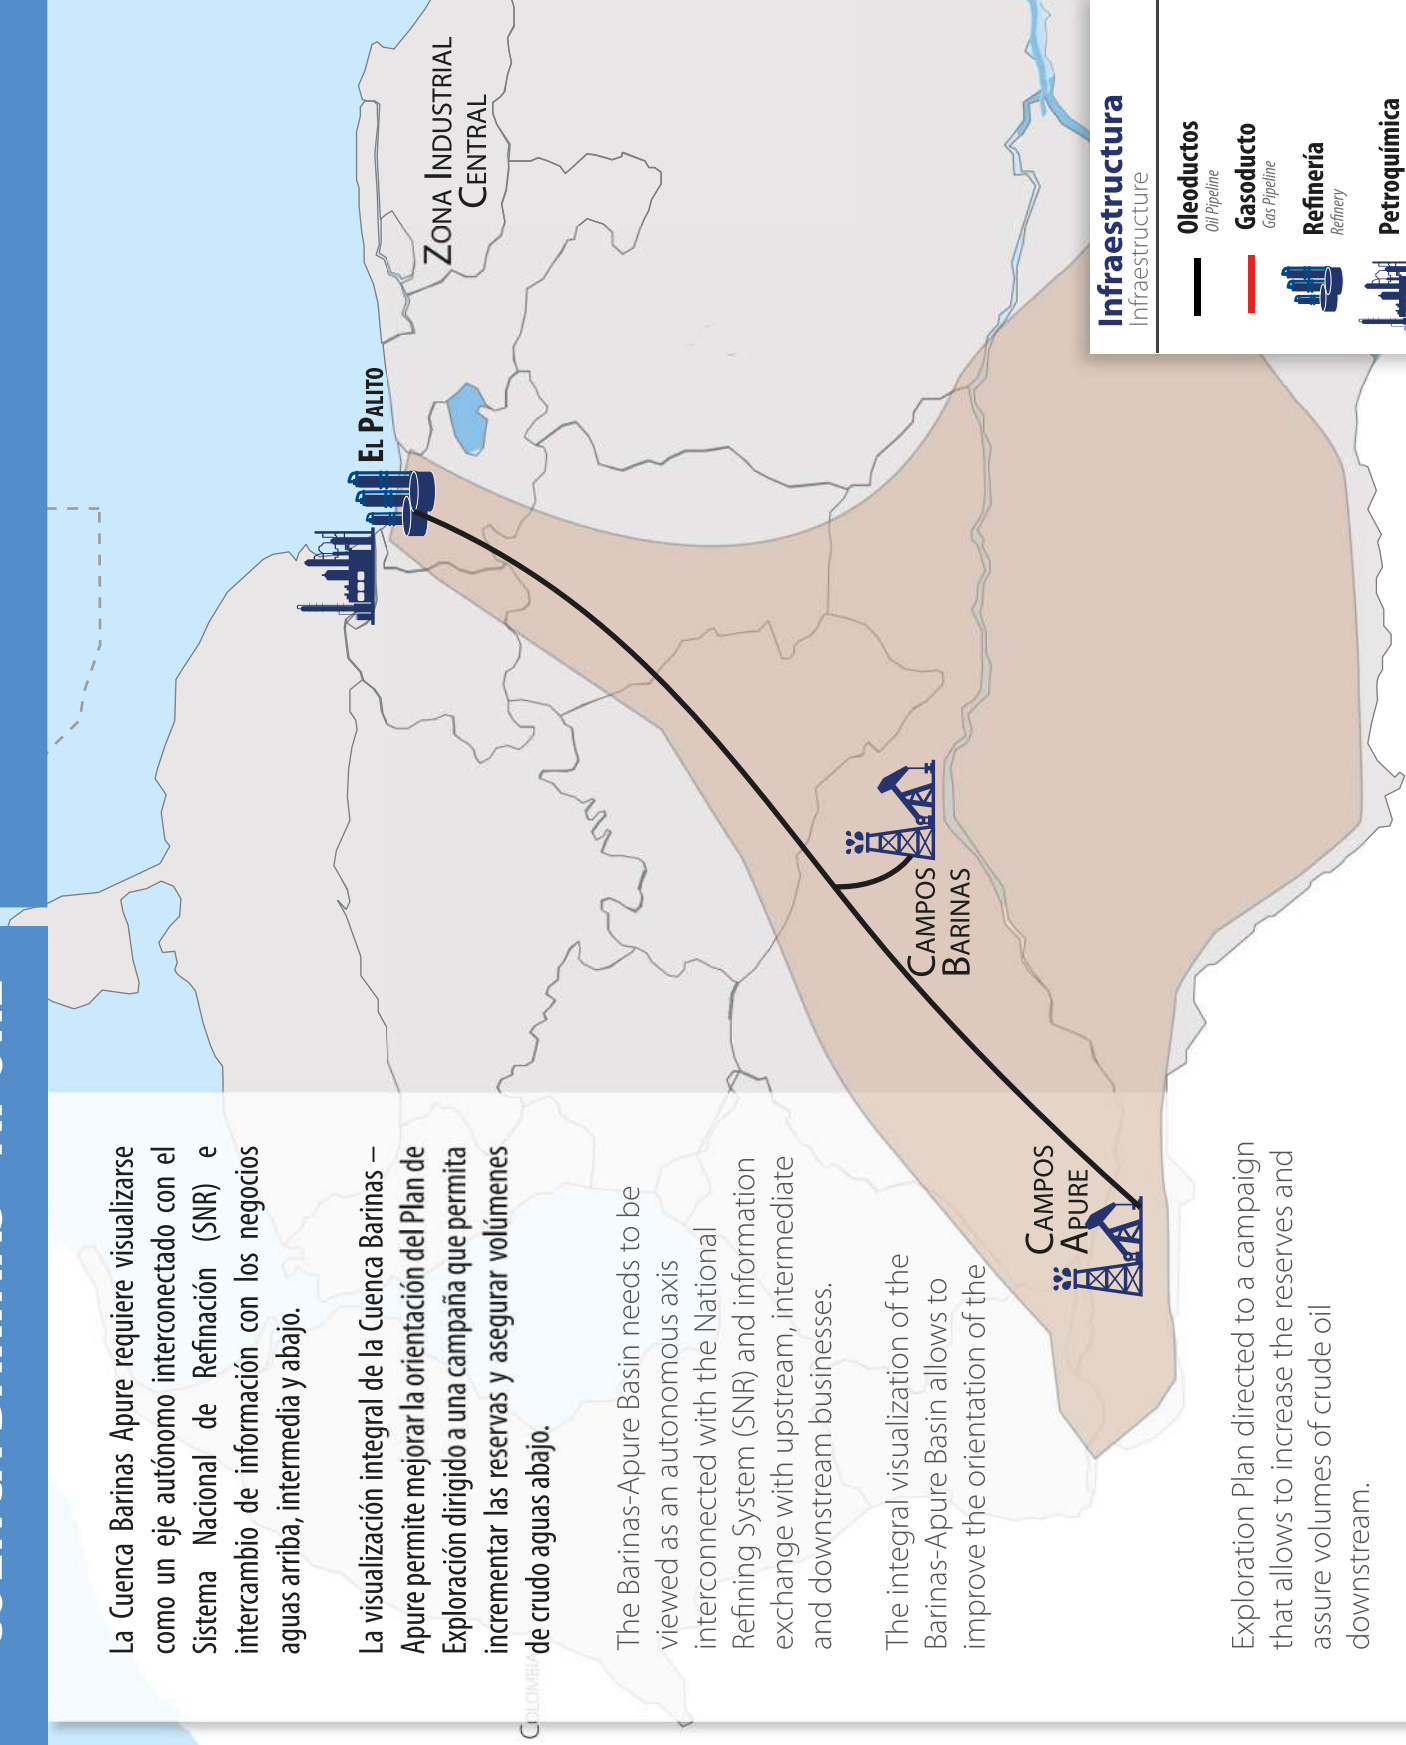 La Cuenca Barinas Apure requiere visualizarse
como un eje autónomo interconectado con el
Sistema Nacional de Refinación (SNR) e
intercambio de información con los negocios
aguas arriba, intermedia y abajo.
La visualización integral de la Cuenca Barinas –
Apure permite mejorar la orientación del Plan de
Exploración dirigido a una campaña que permita
incrementar las reservas y asegurar volúmenes
de crudo aguas abajo.
The Barinas-Apure Basin needs to be
viewed as an autonomous axis
interconnected with the National
Refining System (SNR) and information
exchange with upstream, intermediate
and downstream businesses.
The integral visualization of the
Barinas-Apure Basin allows to
improve the orientation of the
Exploration Plan directed to a campaign
that allows to increase the reserves and
assure volumes of crude oil
downstream.
COLOMBIA
CAMPOS
APURE
CAMPOS
BARINAS
EL PALITO
ZONA INDUSTRIAL
CENTRAL
Infraestructura
Infraestructure
Oleoductos
Oil Pipeline
Gasoducto
Gas Pipeline
Refinería
Refinery
Petroquímica